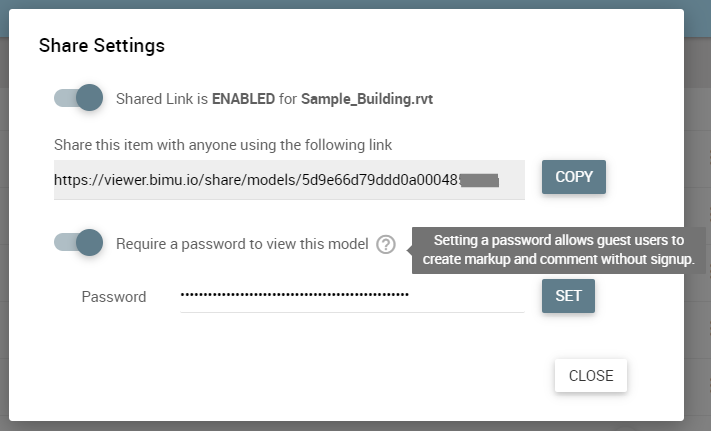 Share Settings
Shared Link is ENABLED for Sample_Building.rvt
Share this item with anyone using the following link
https://viewer.bimu.io/share/models/5d9e66d79ddd0a00048
COPY
Require a password to view this model ?
Setting a password allows guest users to
create markup and comment without signup.
Password
SET
CLOSE